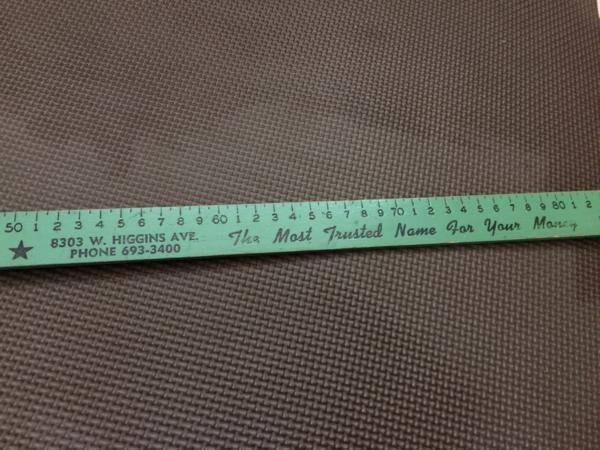 50 1 2 3 4 5 6 7 8 9 60 1 2 3 4 5 6 7 8 9 70 1 2 3 4 5 6 7 8 9 80 1 2
8303 W. HIGGINS AVE. The Most Trusted Name For Your Money
PHONE 693-3400